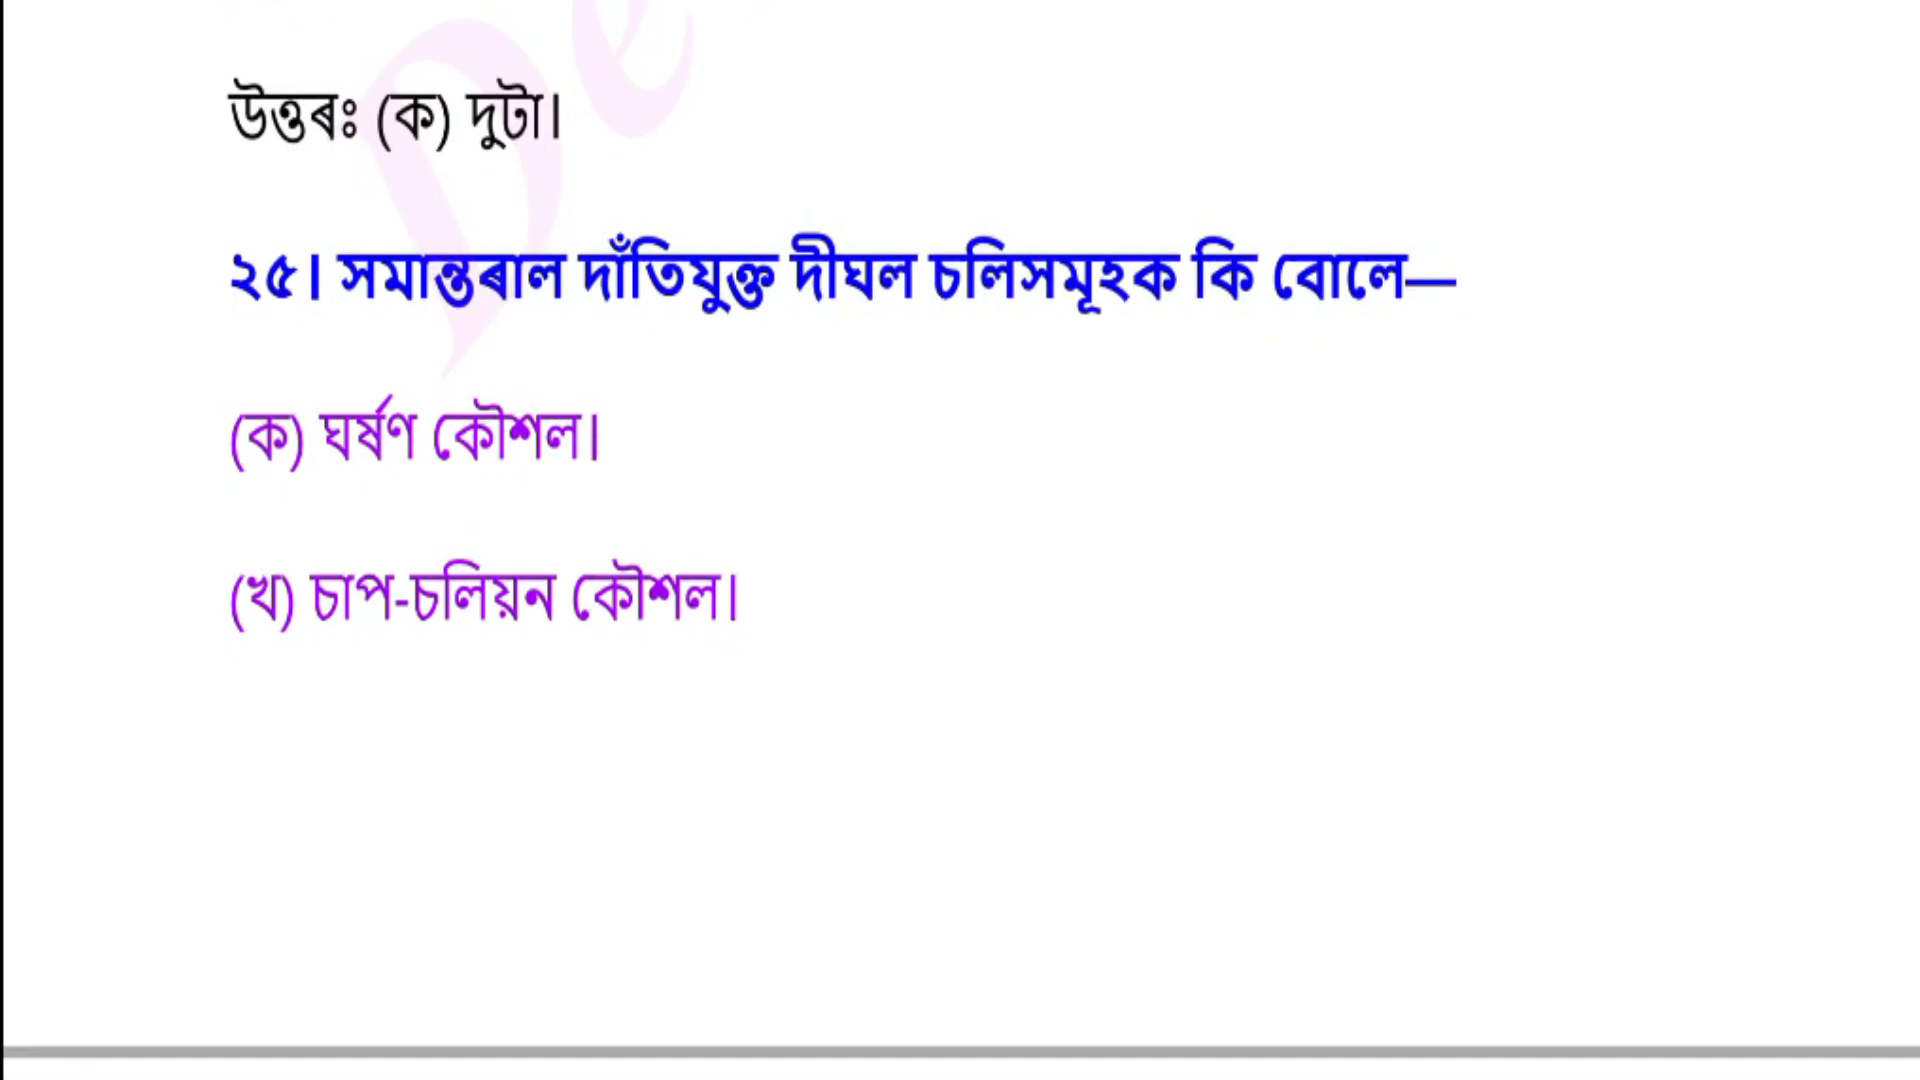 উত্তৰঃ (ক) দুটা।
২৫। সমান্তৰাল দাঁতিযুক্ত দীঘল চলিসমূহক কি বোলে—
(ক) ঘৰ্ষণ কৌশল।
(খ) চাপ-চলিয়ন কৌশল।